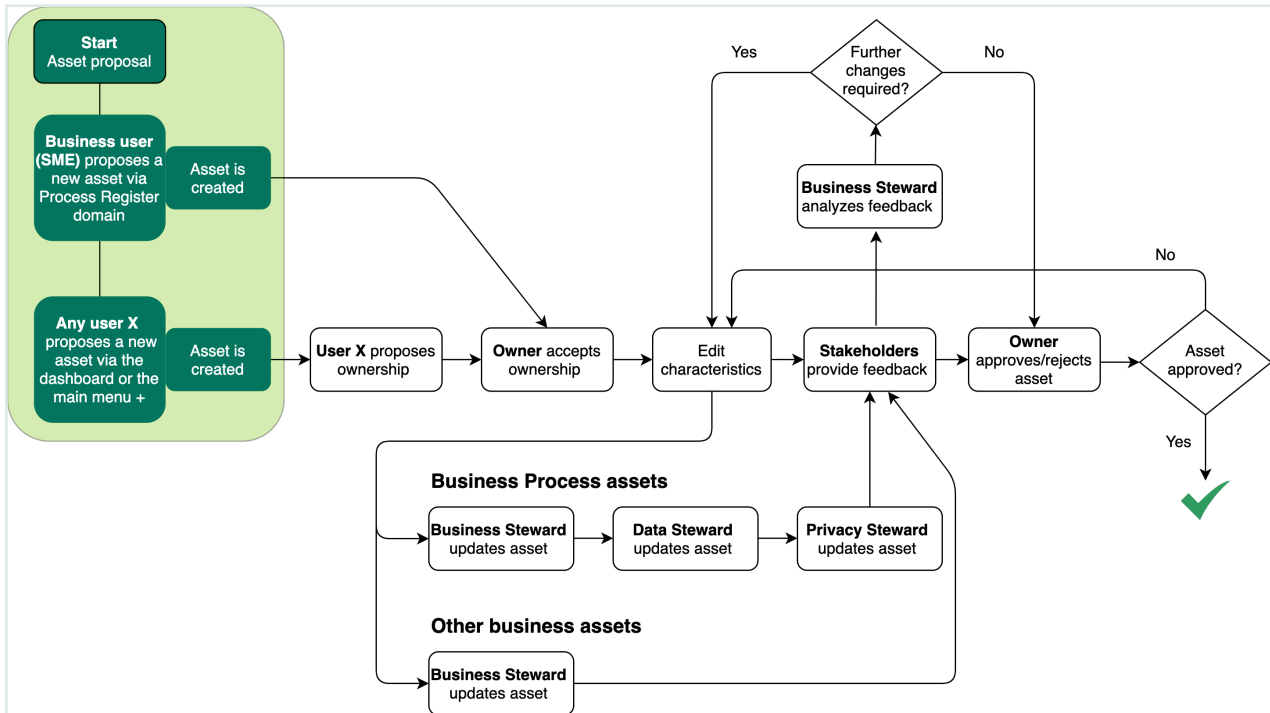 Start
Asset proposal
Business user
(SME) proposes a
new asset via
Process Register
domain
Asset is
created
Any user X
proposes a new
asset via the
dashboard or the
main menu +
Asset is
created
User X proposes
ownership
Owner accepts
ownership
Edit
characteristics
Stakeholders
provide feedback
Business Steward
analyzes feedback
Yes
Further
changes
required?
No
Owner
approves/rejects
asset
No
Asset
approved?
Yes
Business Process assets
Business Steward
updates asset
Data Steward
updates asset
Privacy Steward
updates asset
Other business assets
Business Steward
updates asset